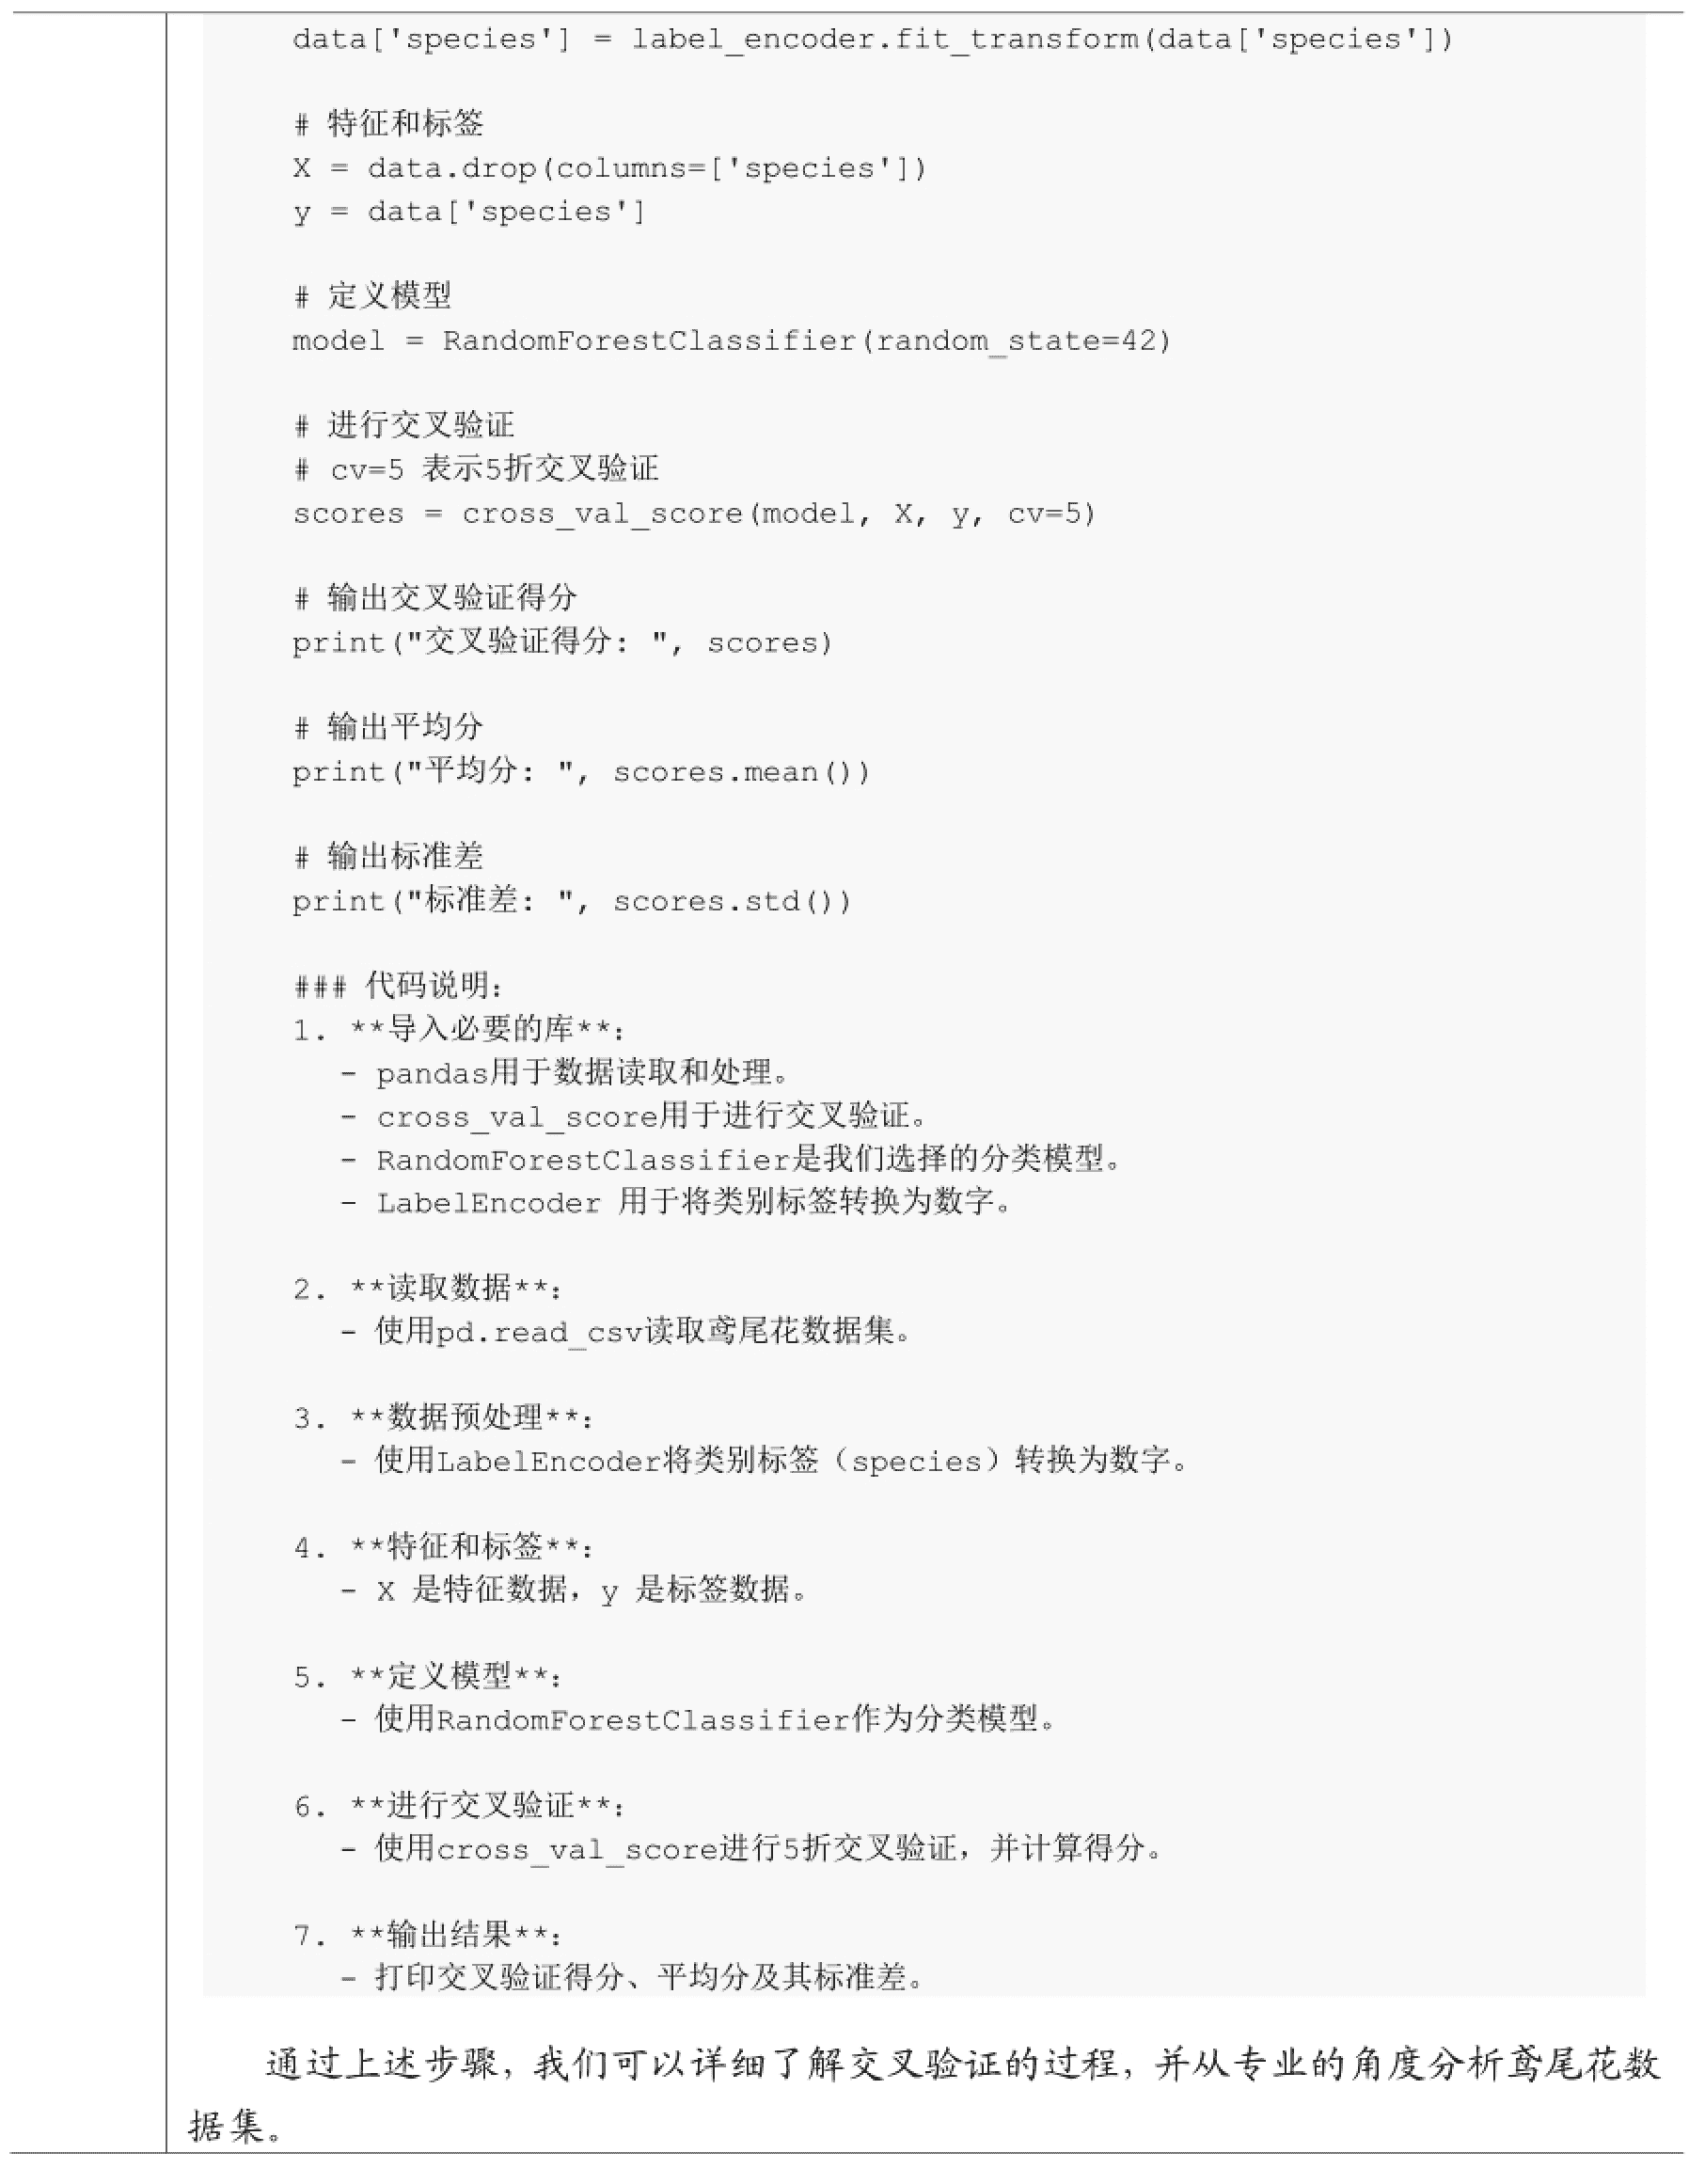 data['species'] = label_encoder.fit_transform(data['species'])
# 特征和标签
X = data.drop(columns=['species'])
y = data['species']
# 定义模型
model = RandomForestClassifier(random_state=42)
# 进行交叉验证
# cv=5 表示5折交叉验证
scores = cross_val_score(model, X, y, cv=5)
# 输出交叉验证得分
print("交叉验证得分: ", scores)
# 输出平均分
print("平均分: ", scores.mean())
# 输出标准差
print("标准差: ", scores.std())
### 代码说明：
1. **导入必要的库**：
- pandas用于数据读取和处理。
- cross_val_score用于进行交叉验证。
- RandomForestClassifier是我们选择的分类模型。
- LabelEncoder 用于将类别标签转换为数字。
2. **读取数据**：
- 使用pd.read_csv读取鸢尾花数据集。
3. **数据预处理**：
- 使用LabelEncoder将类别标签（species）转换为数字。
4. **特征和标签**：
- X 是特征数据，y 是标签数据。
5. **定义模型**：
- 使用RandomForestClassifier作为分类模型。
6. **进行交叉验证**：
- 使用cross_val_score进行5折交叉验证，并计算得分。
7. **输出结果**：
- 打印交叉验证得分、平均分及其标准差。
通过上述步骤，我们可以详细了解交叉验证的过程，并从专业的角度分析鸢尾花数
据集。